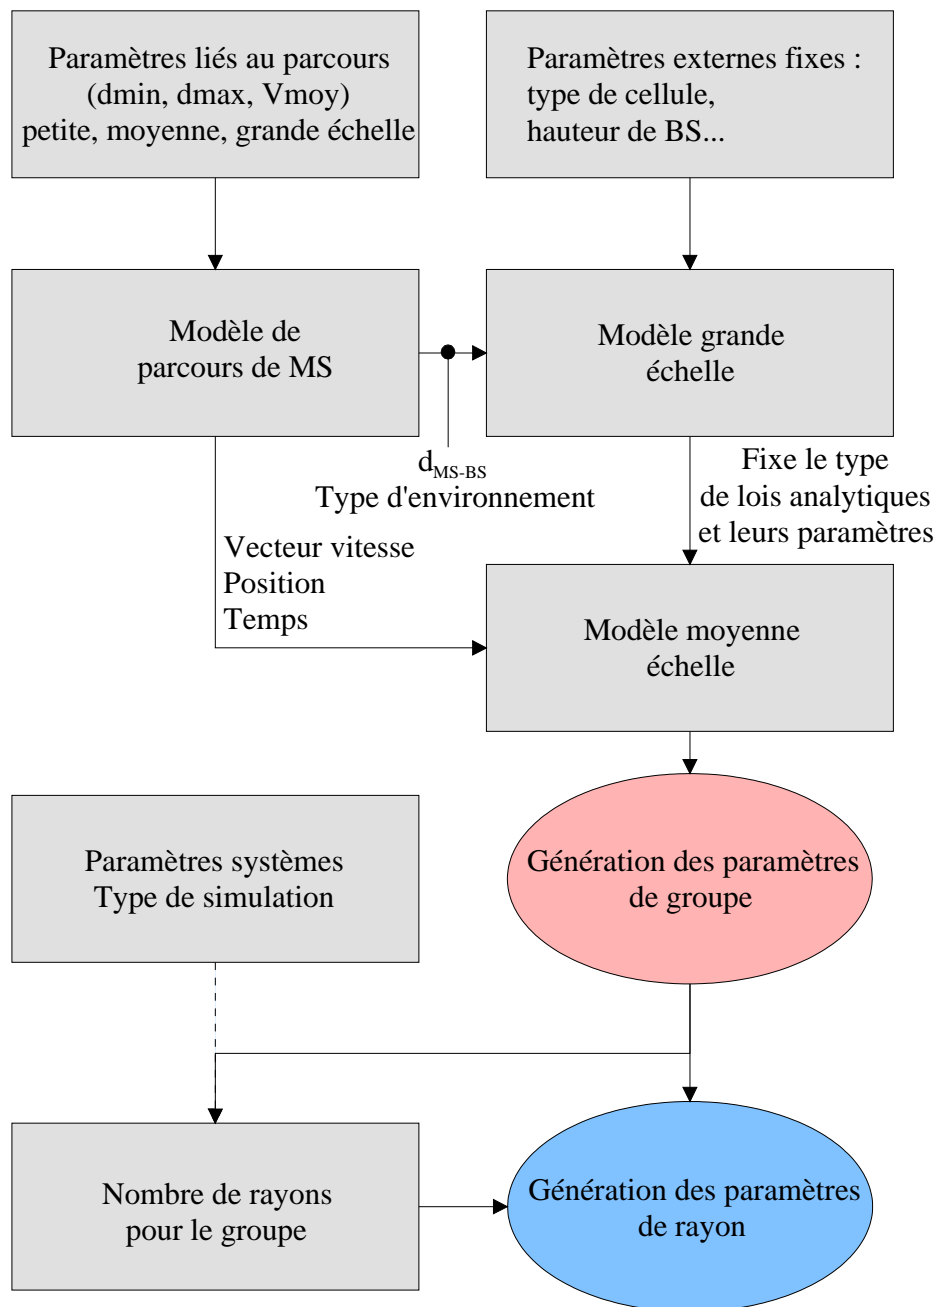 Paramètres liés au parcours
(dmin, dmax, Vmoy)
petite, moyenne, grande échelle
Paramètres externes fixes :
type de cellule,
hauteur de BS...
Modèle de
parcours de MS
Modèle grande
échelle
d_MS-BS
Type d'environnement
Fixe le type
de lois analytiques
et leurs paramètres
Vecteur vitesse
Position
Temps
Modèle moyenne
échelle
Paramètres systèmes
Type de simulation
Génération des paramètres
de groupe
Nombre de rayons
pour le groupe
Génération des paramètres
de rayon